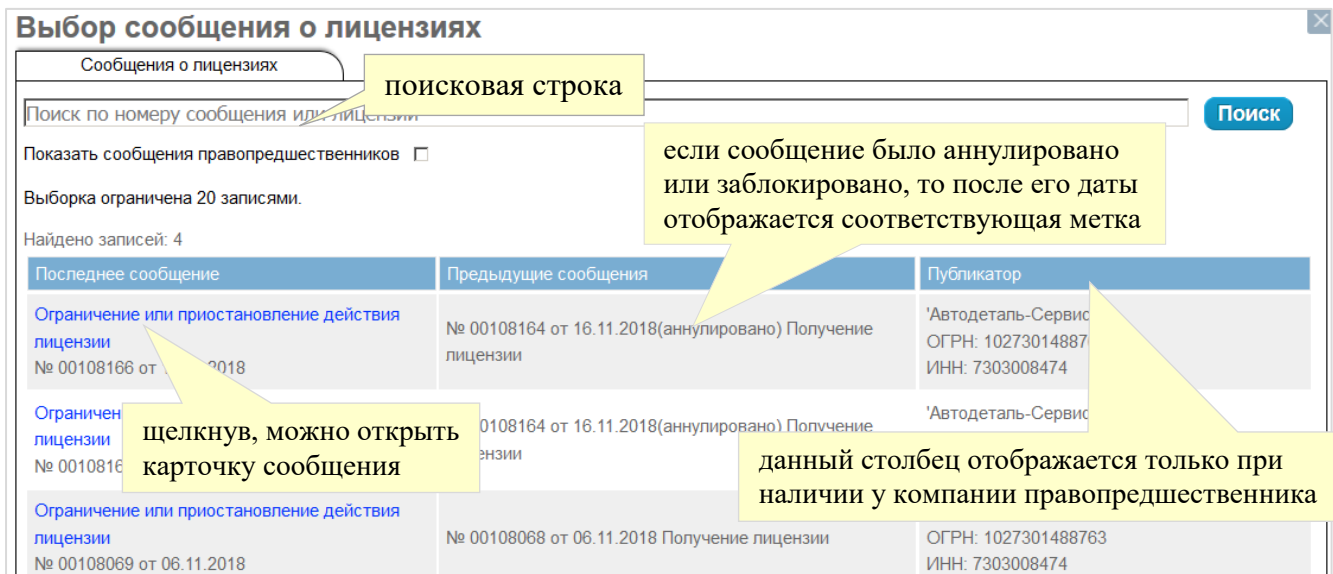 Выбор сообщения о лицензиях
Сообщения о лицензиях
поисковая строка
Поиск по номеру сообщения или лицензии
Поиск
Показать сообщения правопредшественников
если сообщение было аннулировано
или заблокировано, то после его даты
отображается соответствующая метка
Выборка ограничена 20 записями.
Найдено записей: 4
Последнее сообщение
Предыдущие сообщения
Публикатор
Ограничение или приостановление действия
лицензии
№ 00108166 от 2018
№ 00108164 от 16.11.2018(аннулировано) Получение
лицензии
'Автодеталь-Сервис
ОГРН:
ИНН: 7303008474
лицензии
щелкнув, можно открыть
карточку сообщения
00108164 от 16.11.2018(аннулировано) Получение
'Автодеталь-Сервис
данный столбец отображается только при
наличии у компании правопредшественника
Ограничение или приостановление действия
лицензии
№ 00108069 от 06.11.2018
№ 00108068 от 06.11.2018 Получение лицензии
ОГРН: 1027301488763
ИНН: 7303008474